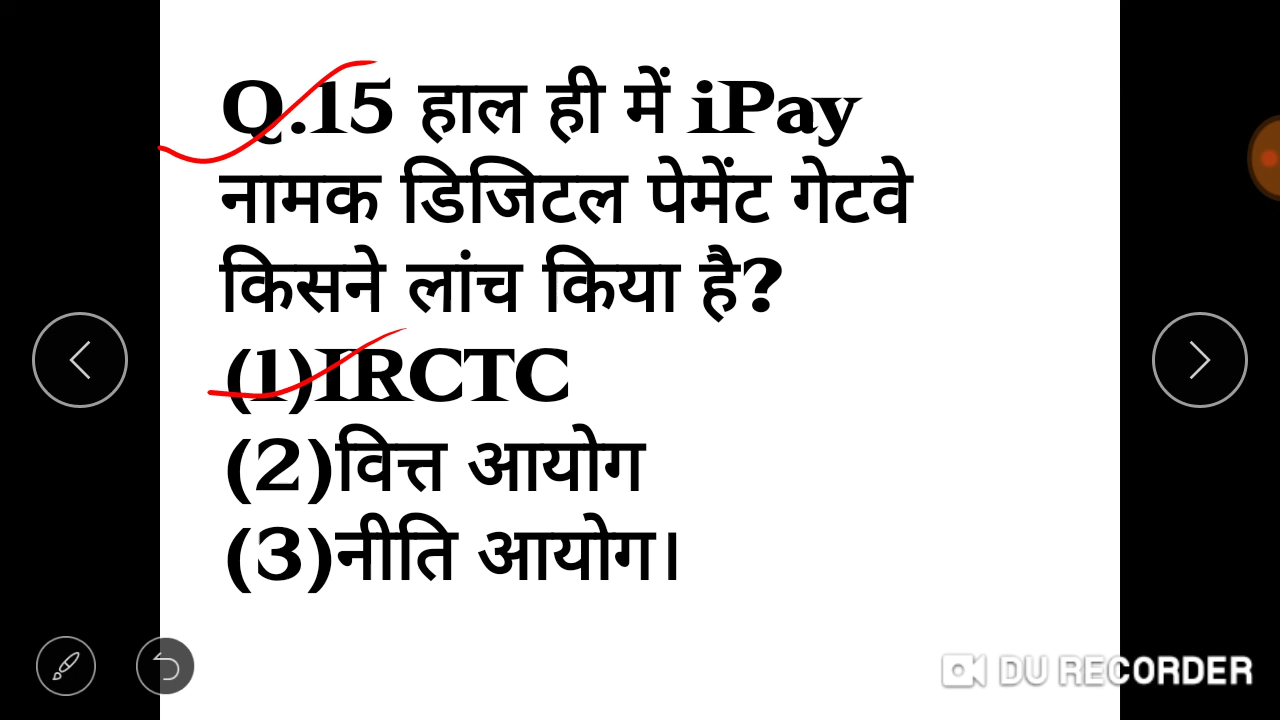 Q.15 हाल ही में iPay
नामक डिजिटल पेमेंट गेटवे
किसने लांच किया है?
(1)IRCTC
(2)वित्त आयोग
(3)नीति आयोग।
DU RECORDER